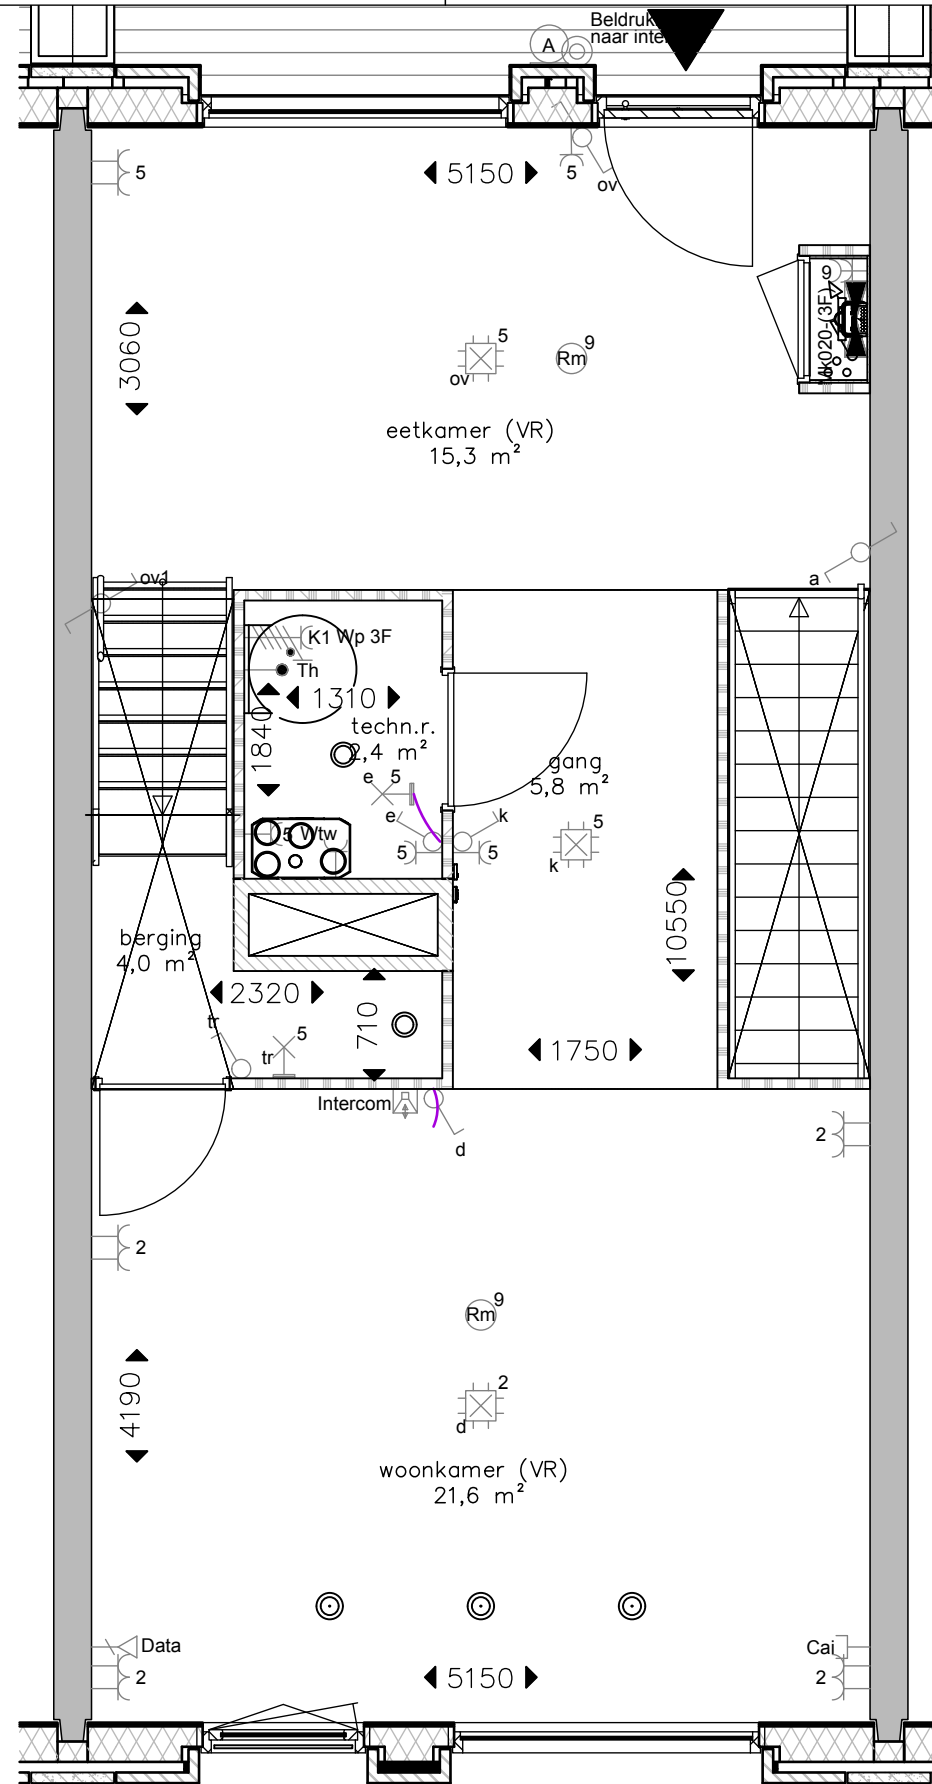 Beldruk
naar inte
A
5
5150
5
ov
9
Mk020-(3F)
3060
5
ov
Rm
9
eetkamer (VR)
15,3 m²
ov1
a
K1 Wp 3F
Th
1310
1840
techn.r.
2,4 m²
gang
5,8 m²
e
5
e
k
5
Wtw
5
5
5
k
10550
berging
4,0 m²
2320
710
1750
tr
tr
5
Intercom
d
2
2
Rm
9
4190
2
d
woonkamer (VR)
21,6 m²
Data
2
Cai
2
5150